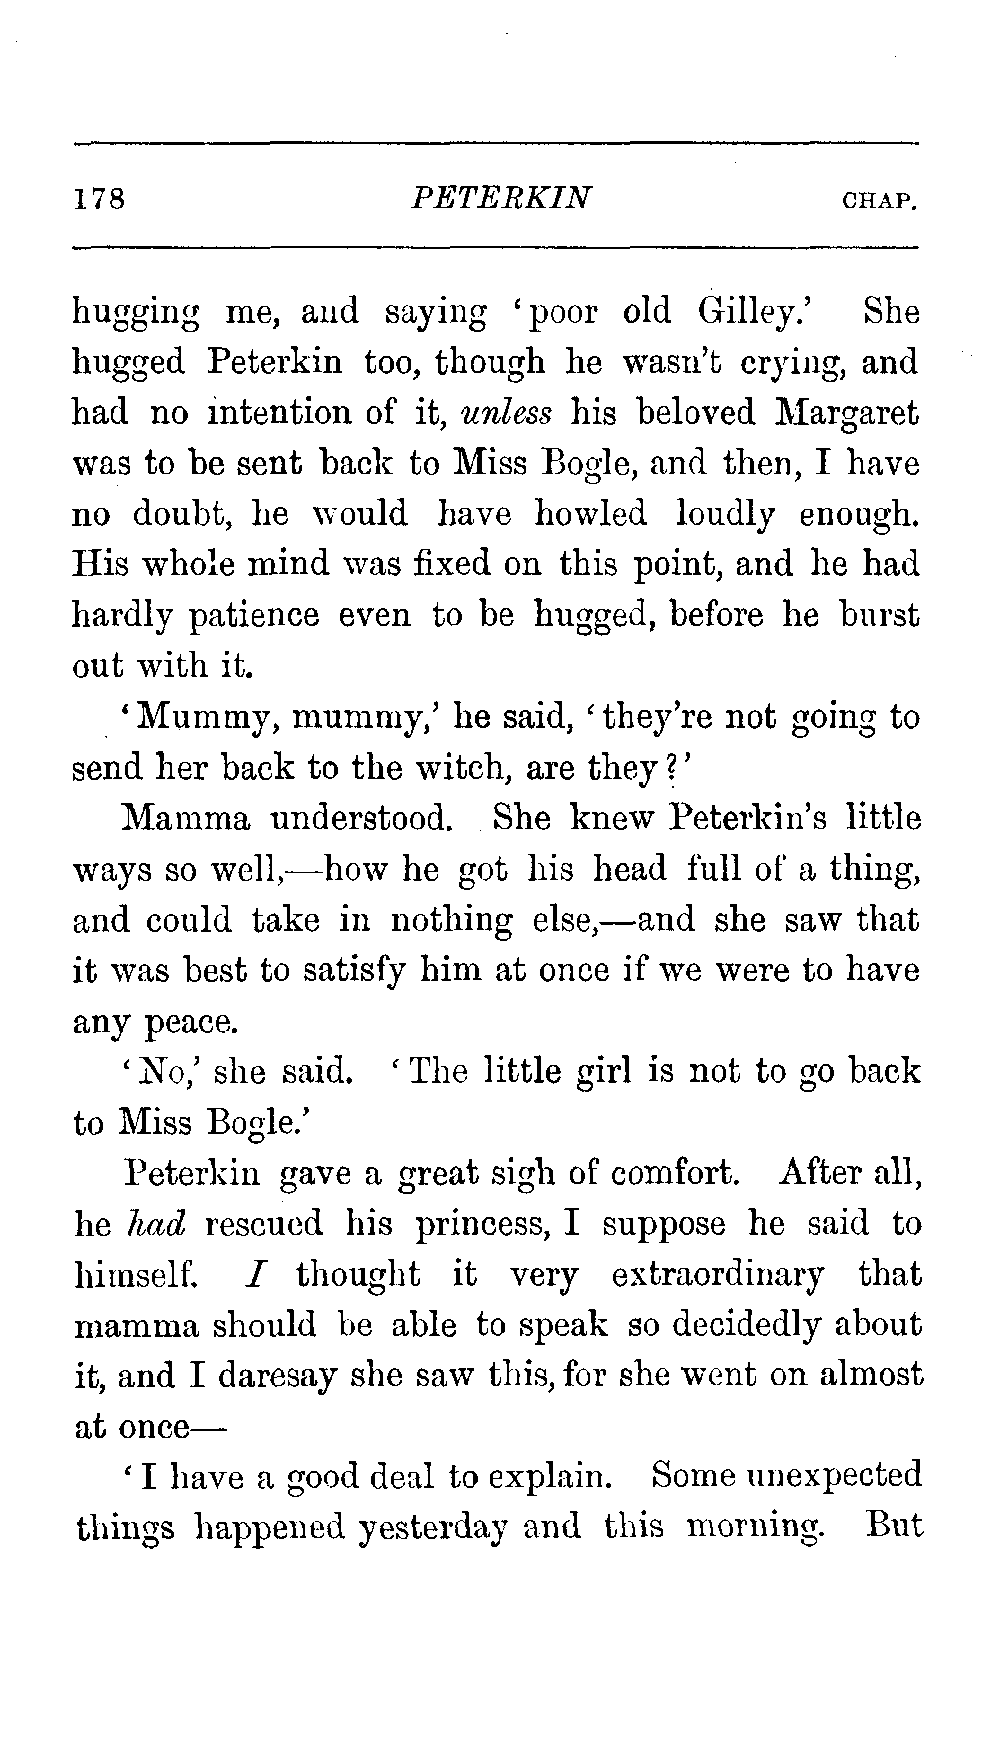 178 PETERKIN CHAP.
hugging me, and saying ‘poor old Gilley.’ She
hugged Peterkin too, though he wasn’t crying, and
had no intention of it, unless his beloved Margaret
was to be sent back to Miss Bogle, and then, I have
no doubt, he would have howled loudly enough.
His whole mind was fixed on this point, and he had
hardly patience even to be hugged, before he burst
out with it.
‘Mummy, mummy,’ he said, ‘they’re not going to
send her back to the witch, are they?’
Mamma understood. She knew Peterkin’s little
ways so well,—how he got his head full of a thing,
and could take in nothing else,—and she saw that
it was best to satisfy him at once if we were to have
any peace.
‘No,’ she said. ‘The little girl is not to go back
to Miss Bogle.’
Peterkin gave a great sigh of comfort. After all,
he had rescued his princess, I suppose he said to
himself. I thought it very extraordinary that
mamma should be able to speak so decidedly about
it, and I daresay she saw this, for she went on almost
at once—
‘I have a good deal to explain. Some unexpected
things happened yesterday and this morning. But